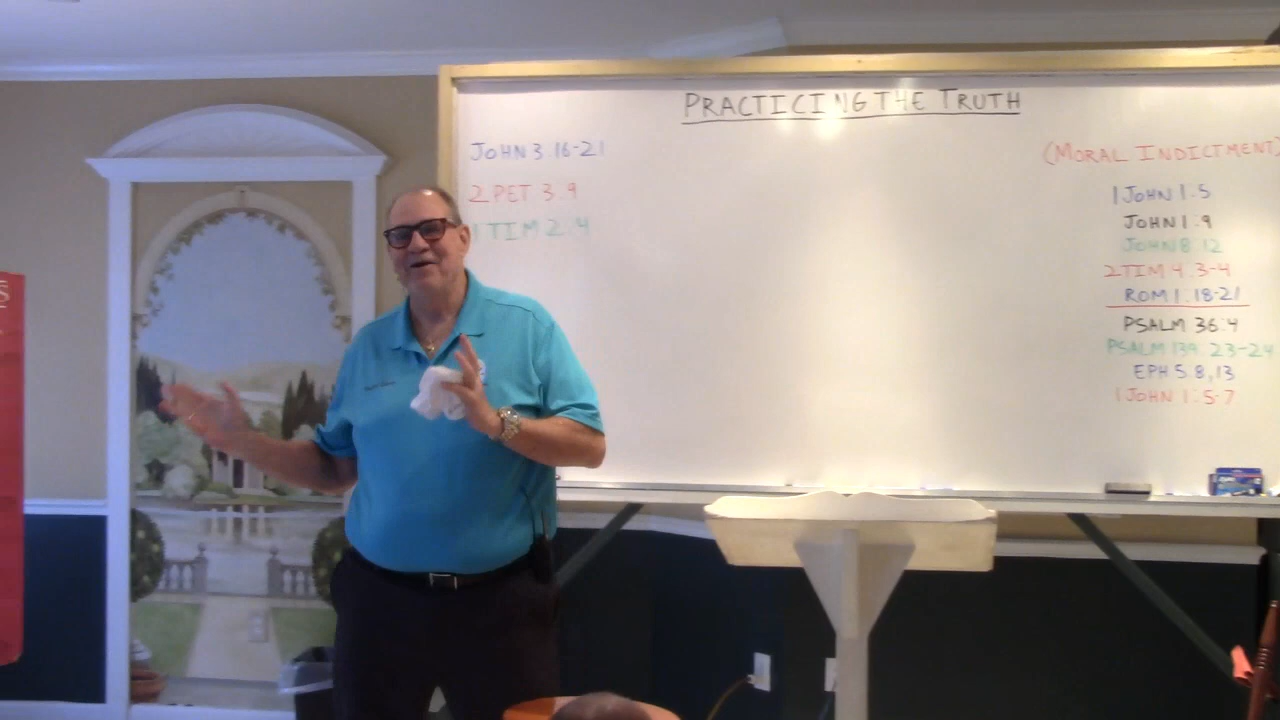 PRACTICING THE TRUTH
JOHN 3:16-21
2 PET 3:9
1 TIM 2:4
(MORAL INDICTMENT)
1 JOHN 1:5
JOHN 1:9
JOHN 8:12
2 TIM 4:3-4
ROM 1:18-21
PSALM 36:4
PSALM 139:23-24
EPH 5:8,13
1 JOHN 1:5-7
S